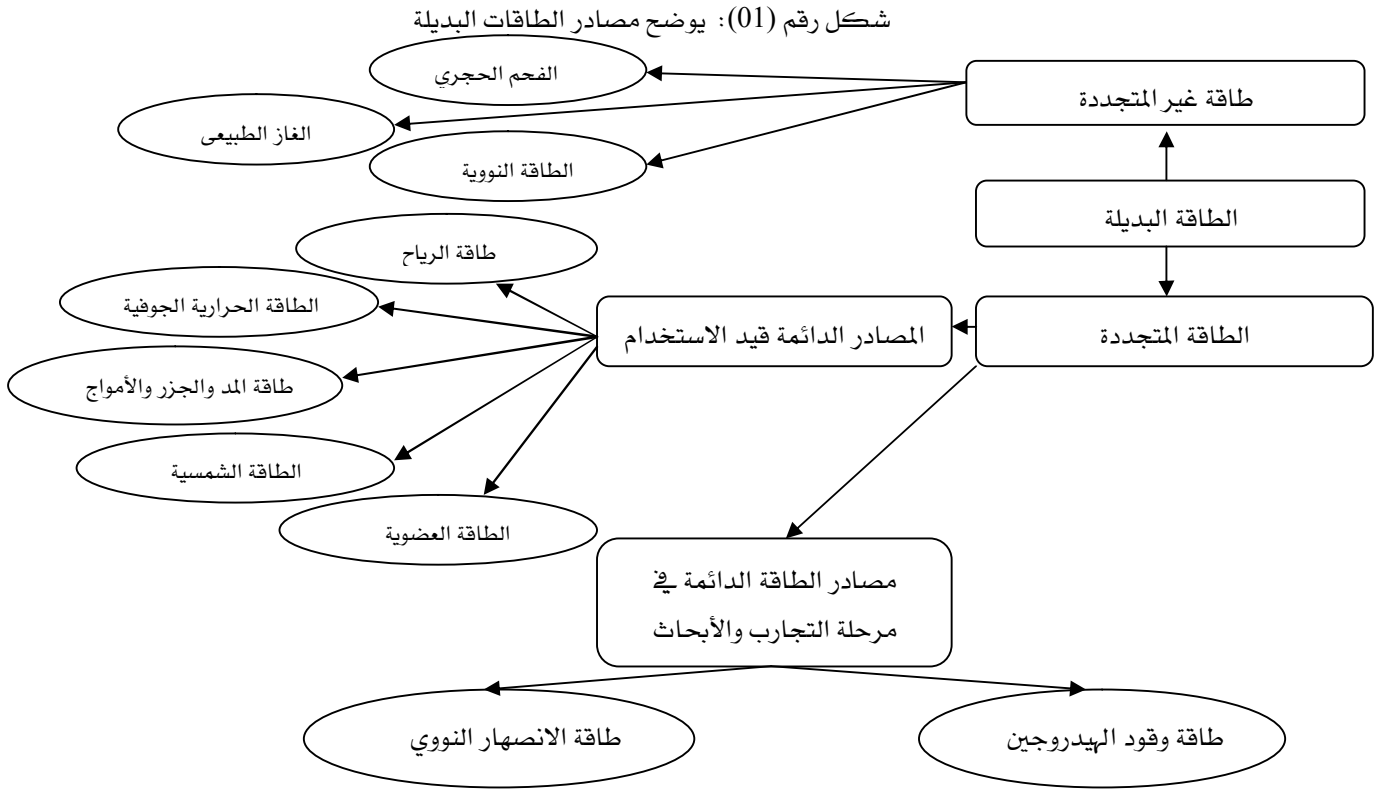 شكل رقم (01): يوضح مصادر الطاقات البديلة
طاقة غير المتجددة
الفحم الحجري
الغاز الطبيعى
الطاقة النووية
الطاقة البديلة
الطاقة المتجددة
المصادر الدائمة قيد الاستخدام
طاقة الرياح
الطاقة الحرارية الجوفية
طاقة المد والجزر والأمواج
الطاقة الشمسية
الطاقة العضوية
مصادر الطاقة الدائمة في
مرحلة التجارب والأبحاث
طاقة وقود الهيدروجين
طاقة الانصهار النووي